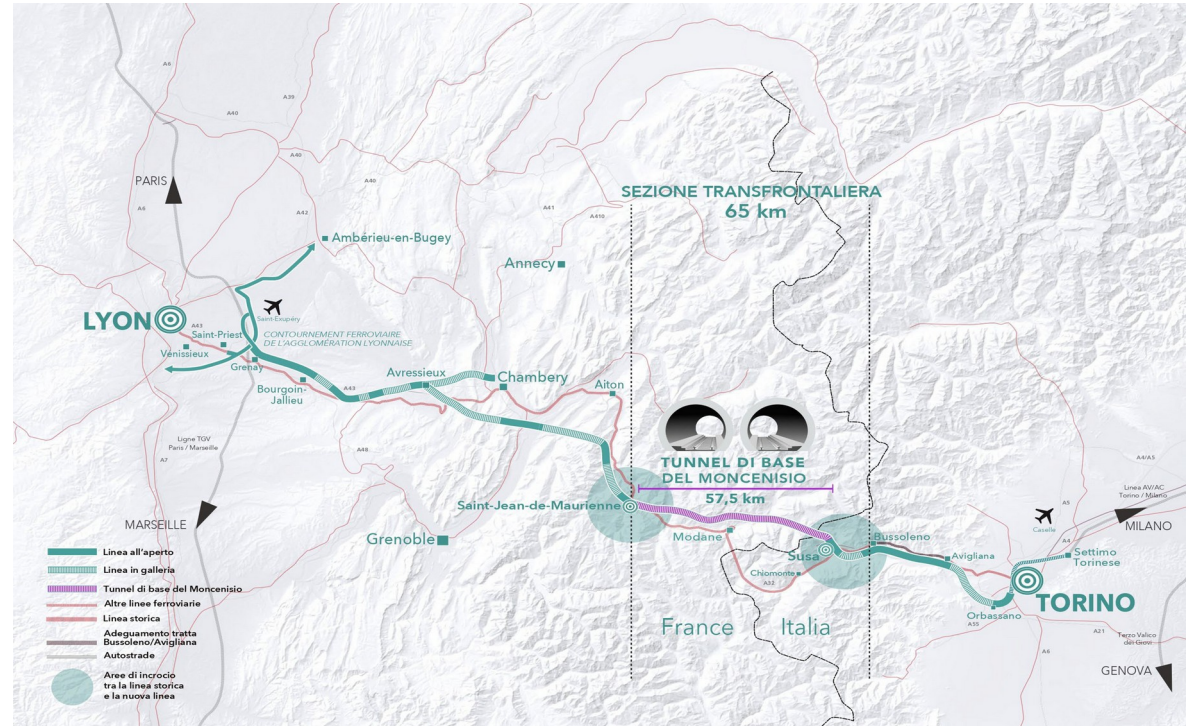 A39
A40
A6
A40
PARIS
A40
A6
A42
A41
A410
SEZIONE TRANSFRONTALIERA
65 km
Ambérieu-en-Bugey
Annecy
Saint-Exupéry
LYON
A43
Saint-Priest
CONTOURNEMENT FERROVIAIRE
DE L'AGGLOMÉRATION LYONNAISE
Vénissieux
Grenay
Bourgoin-
Jallieu
A43
Avressieux
Chambery
Aiton
TUNNEL DI BASE
DEL MONCENISIO
57,5 km
Ligne TGV
Paris / Marseille
A7
A48
Saint-Jean-de-Maurienne
MARSEILLE
Grenoble
Modane
Susa
Bussoleno
Chiomonte
A32
Avigliana
A4/A5
Linea AV/AC
Torino / Milano
A5
MILANO
Caselle
A4
Settimo
Torinese
TORINO
Orbassano
A55
A21
Terzo Valico
dei Giovi
A6
GENOVA
France
Italia
Linea all'aperto
Linea in galleria
Tunnel di base del Moncenisio
Altre linee ferroviarie
Linea storica
Adeguamento tratta
Bussoleno/Avigliana
Autostrade
Aree di incrocio
tra la linea storica
e la nuova linea